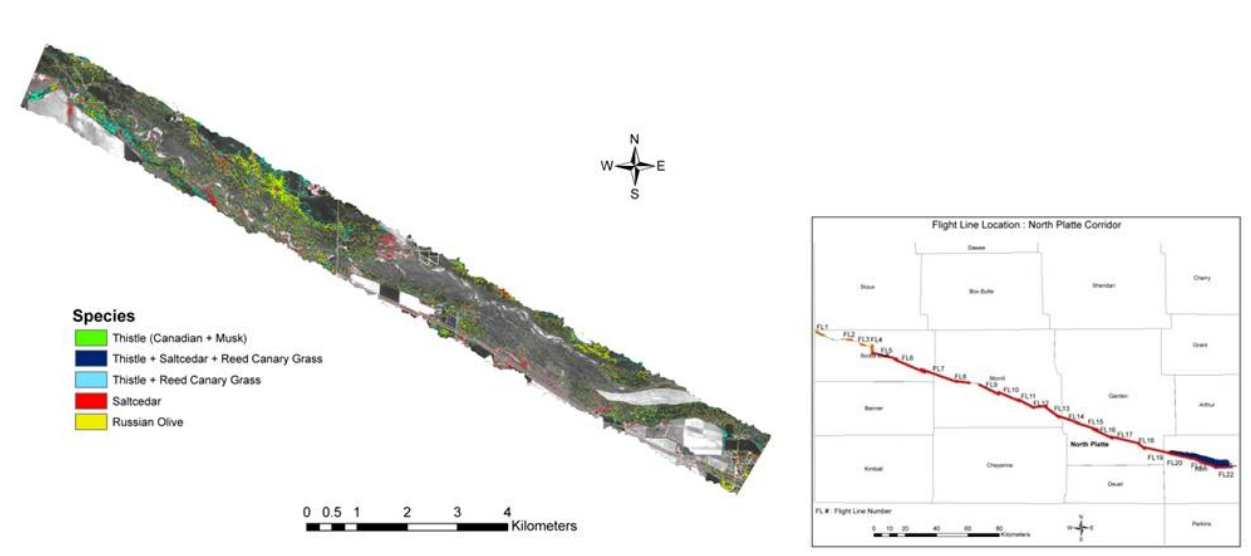 N
W E
S
Species
Thistle (Canadian + Musk)
Thistle + Saltcedar + Reed Canary Grass
Thistle + Reed Canary Grass
Saltcedar
Russian Olive
0 0.5 1 2 3 4
Kilometers
Flight Line Location : North Platte Corridor
Dawes
Sioux
Box Butte
Sheridan
Cherry
FL1
FL2
FL3 FL4
FL5
FL6
FL7
FL8
Morrill
FL9
FL10
FL11
FL12
FL13
FL14
FL15
FL16
FL17
FL18
FL19
FL20
FL22
Grant
Banner
Garden
Arthur
North Platte
Kimball
Cheyenne
Deuel
Perkins
FL # : Flight Line Number
0 10 20 40 60 80
Kilometers
N
W E
S